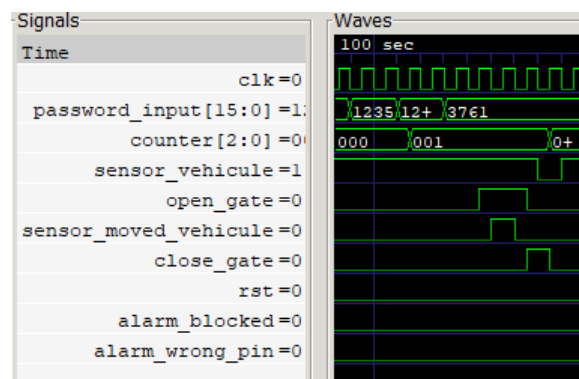 Signals
Waves
Time
100 sec
clk=0
password_input[15:0]=1
1235 12+ 3761
counter[2:0]=0
000 001 0+
sensor_vehicule=1
open_gate=0
sensor_moved_vehicule=0
close_gate=0
rst=0
alarm_blocked=0
alarm_wrong_pin=0